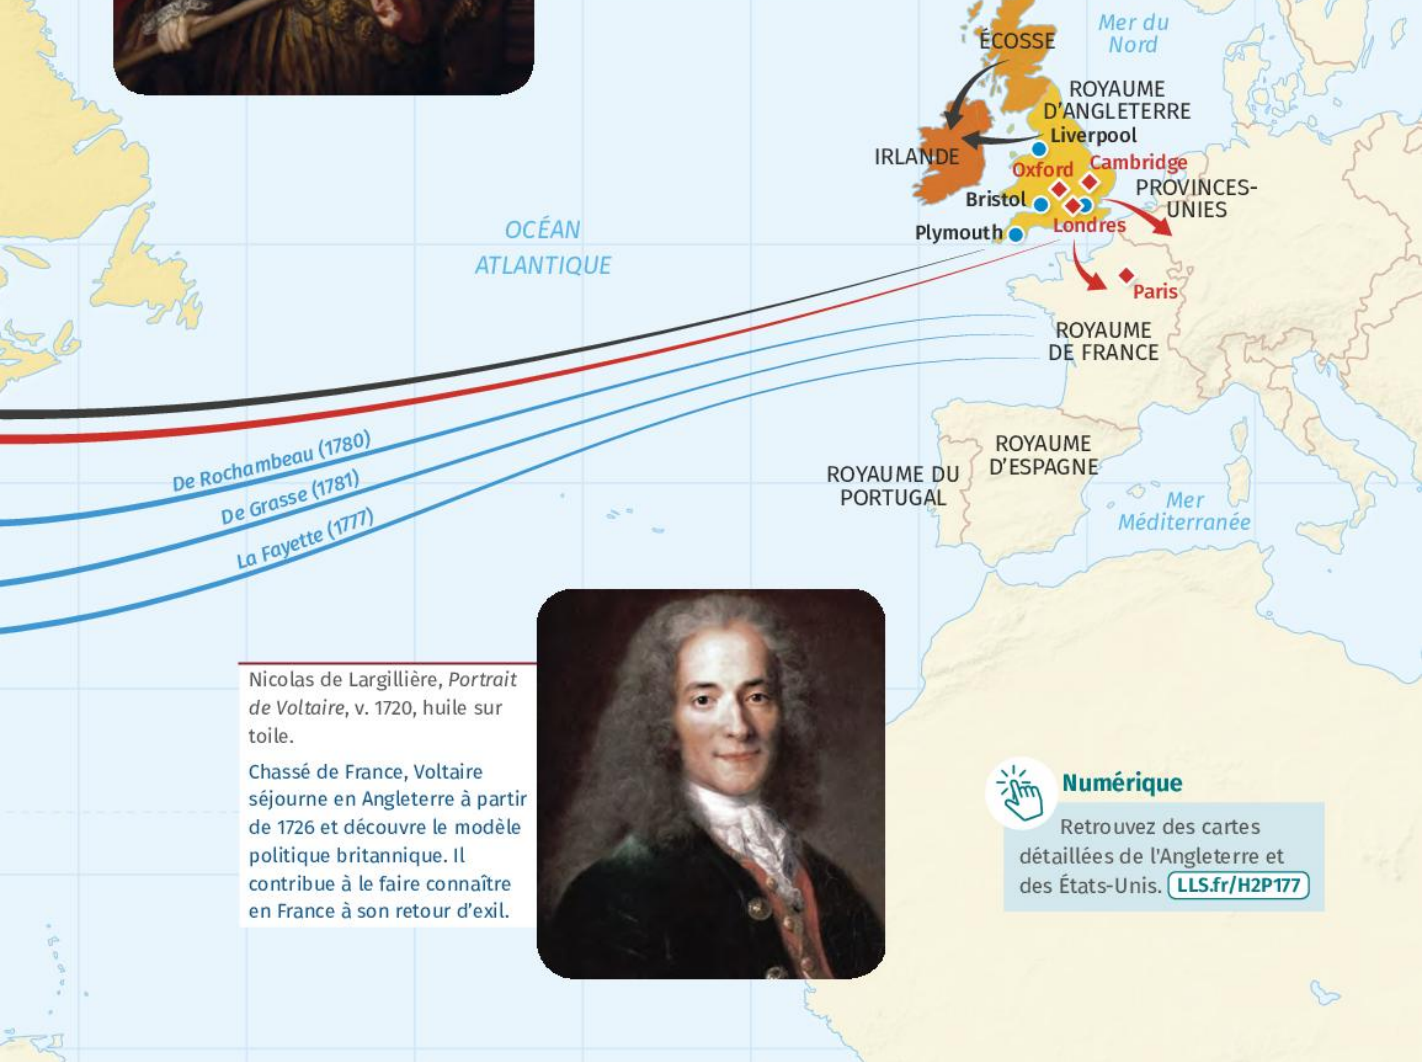 ÉCOSSE
Mer du
Nord
ROYAUME
D'ANGLETERRE
Liverpool
IRLANDE
Oxford
Cambridge
PROVINCES-
UNIES
Bristol
Londres
Plymouth
OCÉAN
ATLANTIQUE
Paris
ROYAUME
DE FRANCE
De Rochambeau (1780)
De Grasse (1781)
La Fayette (1777)
ROYAUME
D'ESPAGNE
ROYAUME DU
PORTUGAL
Mer
Méditerranée
Nicolas de Largillière, Portrait
de Voltaire, v. 1720, huile sur
toile.
Chassé de France, Voltaire
séjourne en Angleterre à partir
de 1726 et découvre le modèle
politique britannique. Il
contribue à le faire connaître
en France à son retour d'exil.
Numérique
Retrouvez des cartes
détaillées de l'Angleterre et
des États-Unis. LLS.fr/H2P177